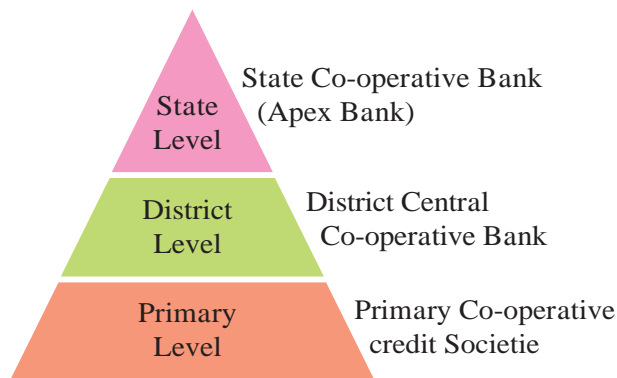 State
Level
State Co-operative Bank
(Apex Bank)
District
Level
District Central
Co-operative Bank
Primary
Level
Primary Co-operative
credit Societie